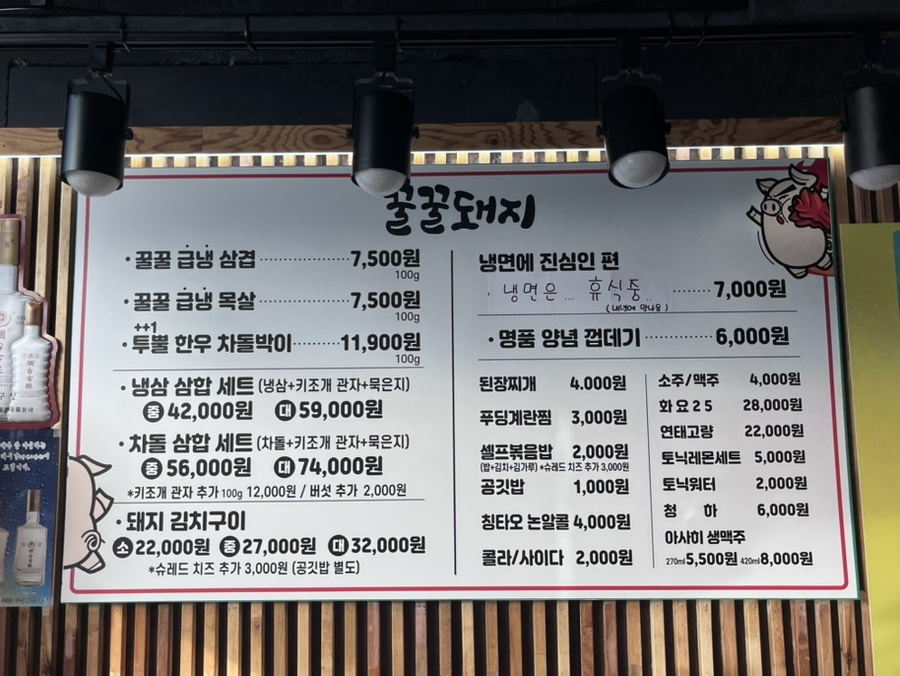 꿀꿀돼지
· 꿀꿀 급냉 삼겹 7,500원
100g
· 꿀꿀 급냉 목살 7,500원
100g
++1
· 투뿔 한우 차돌박이 11,900원
100g
· 냉삼 삼합 세트 (냉삼+키조개 관자+묵은지)
중 42,000원 대 59,000원
· 차돌 삼합 세트 (차돌+키조개 관자+묵은지)
중 56,000원 대 74,000원
*키조개 관자 추가 100g 12,000원 / 버섯 추가 2,000원
· 돼지 김치구이
소 22,000원 중 27,000원 대 32,000원
*슈레드 치즈 추가 3,000원 (공깃밥 별도)
냉면에 진심인 편
· 냉면은... 휴식중.. 7,000원
(내년에 만나요)
· 명품 양념 껍데기 6,000원
된장찌개 4.000원
푸딩계란찜 3,000원
셀프볶음밥 2,000원
(밥+김치+김가루) *슈레드 치즈 추가 3,000원
공깃밥 1,000원
칭타오 논알콜 4,000원
콜라/사이다 2,000원
소주/맥주 4,000원
화요25 28,000원
연태고량 22,000원
토닉레몬세트 5,000원
토닉워터 2,000원
청 하 6,000원
아사히 생맥주
270ml 5,500원 420ml 8,000원